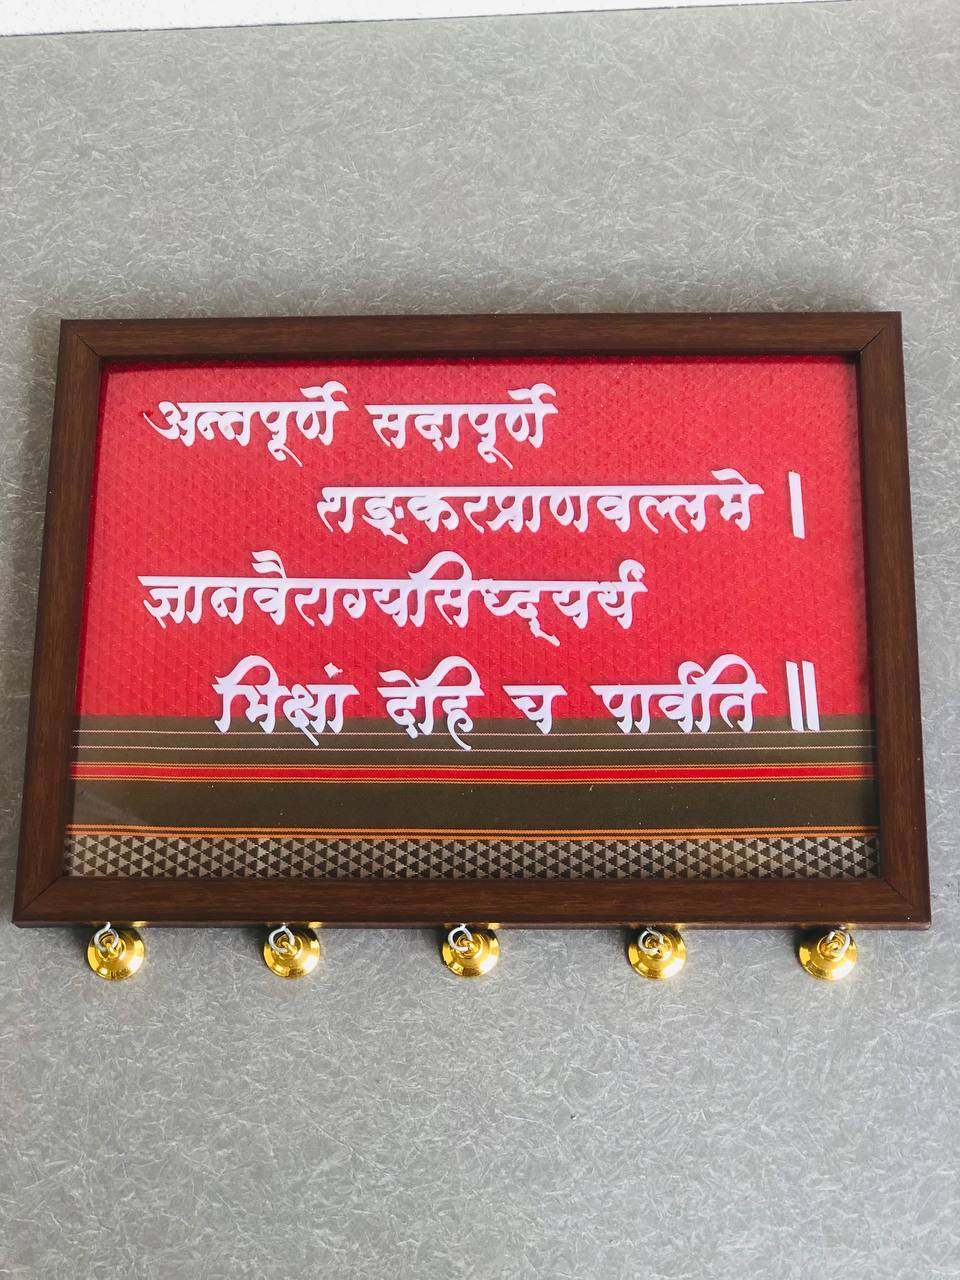 अन्नपूर्णे सदापूर्णे
शङ्करप्राणवल्लभे ।
ज्ञानवैराग्यसिध्द्यर्थं
भिक्षां देहि च पार्वति ॥